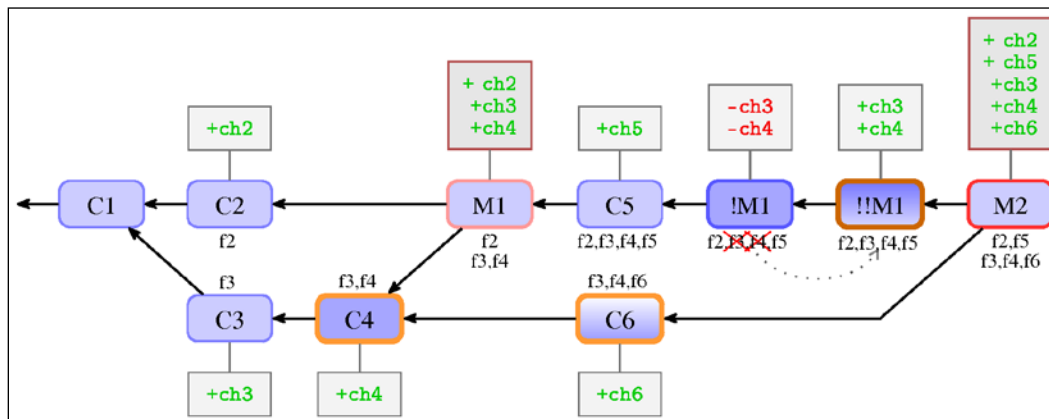 + ch2
+ ch5
+ch3
+ch4
+ch6
+ ch2
+ch3
+ch4
+ch2
+ch5
-ch3
-ch4
+ch3
+ch4
C1
C2
M1
C5
!M1
!!M1
M2
f2
f2
f3,f4
f2,f3,f4,f5
f2,f3,f4,f5
f2,f3,f4,f5
f2,f5
f3,f4,f6
f3
f3,f4
f3,f4,f6
C3
C4
C6
+ch3
+ch4
+ch6